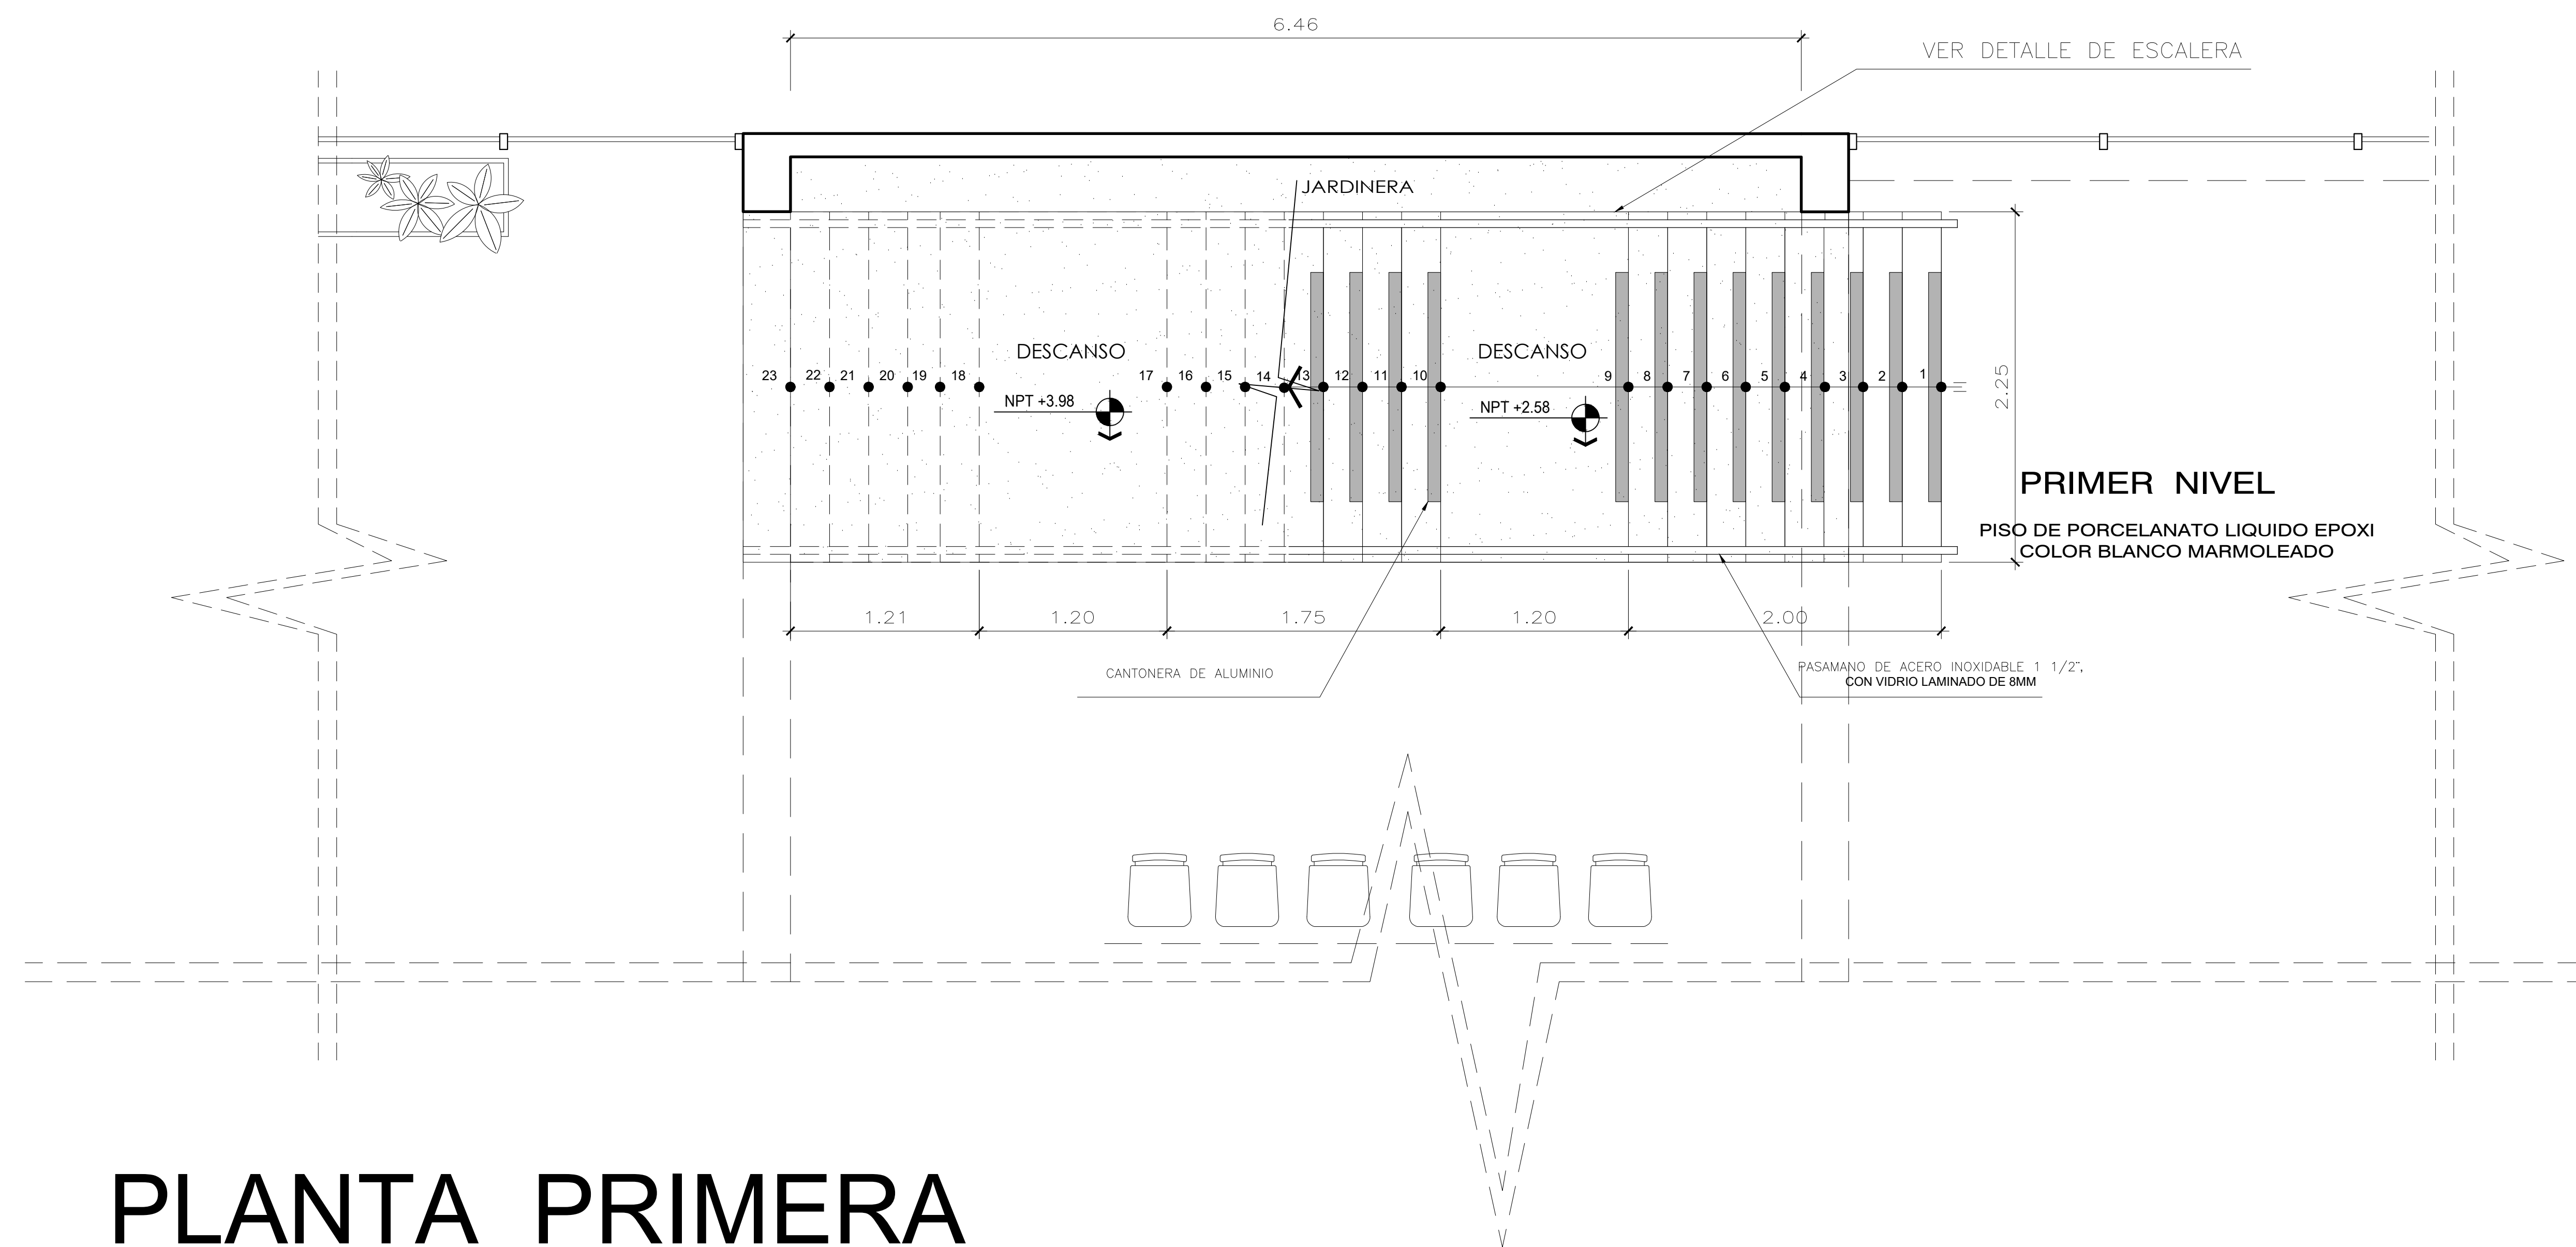 6.46
VER DETALLE DE ESCALERA
JARDINERA
DESCANSO
DESCANSO
23 22 21 20 19 18 17 16 15 14 13 12 11 10 9 8 7 6 5 4 3 2 1
NPT +3.98
NPT +2.58
2.25
PRIMER NIVEL
PISO DE PORCELANATO LIQUIDO EPOXI
COLOR BLANCO MARMOLEADO
1.21 1.20 1.75 1.20 2.00
CANTONERA DE ALUMINIO
PASAMANO DE ACERO INOXIDABLE 1 1/2",
CON VIDRIO LAMINADO DE 8MM
PLANTA PRIMERA